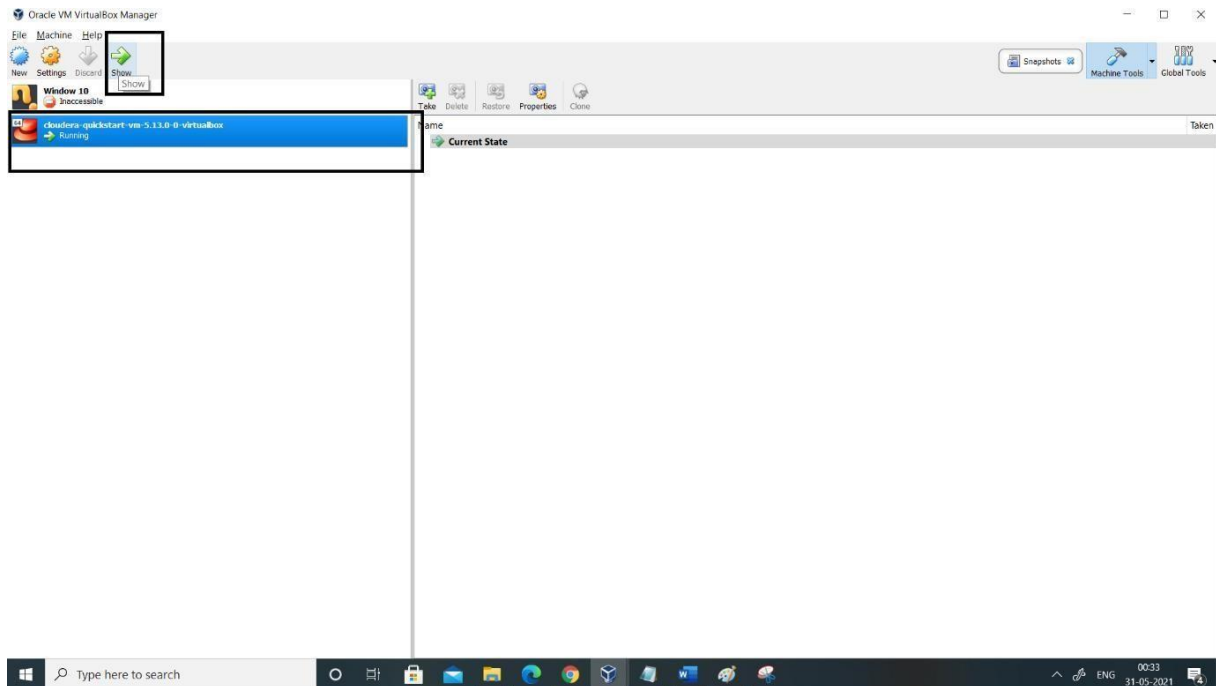 Oracle VM VirtualBox Manager
File Machine Help
New Settings Discard Show
Show
Snapshots
Machine Tools
Global Tools
Window 10
Inaccessible
64
cloudera-quickstart-vm-5.13.0-0-virtualbox
Running
Take Delete Restore Properties Clone
Name Taken
Current State
Type here to search
ENG
00:33
31-05-2021
4